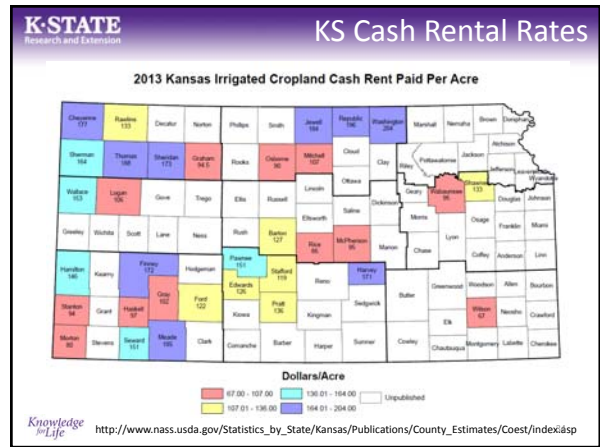 K-STATE
Research and Extension
KS Cash Rental Rates
2013 Kansas Irrigated Cropland Cash Rent Paid Per Acre
Cheyenne Rawlins Decatur Norton Phillips Smith Jewell Republic Washington Marshall Nemaha Brown Doniphan
177 133 184 196 204
Atchison
Sherman Thomas Sheridan Graham Rooks Osborne Mitchell Cloud Clay Riley Pottawatomie Jackson Jefferson Leavenworth Wyandotte
164 188 173 94.5 90 107
Ottawa
Wallace Logan Gove Trego Ellis Russell Lincoln Saline Dickinson Geary Wabaunsee Shawnee Douglas Johnson
153 106 95 133
Ellsworth Morris Osage Franklin Miami
Greeley Wichita Scott Lane Ness Rush Barton Rice McPherson Marion Chase Lyon Coffey Anderson Linn
127 95
Hamilton Kearny Finney Hodgeman Pawnee Stafford Reno Harvey Butler Greenwood Woodson Allen Bourbon
146 172 151 119 171
Stanton Grant Haskell Gray Ford Edwards Kiowa Pratt Kingman Sedgwick Elk Wilson Neosho Crawford
94 97 102 122 126 136 67
Morton Stevens Seward Meade Clark Comanche Barber Harper Sumner Cowley Chautauqua Montgomery Labette Cherokee
151
Dollars/Acre
67.00 - 107.00 136.01 - 164.00 Unpublished
107.01 - 136.00 164.01 - 204.00
Knowledge
for Life
http://www.nass.usda.gov/Statistics_by_State/Kansas/Publications/County_Estimates/Coest/index.asp